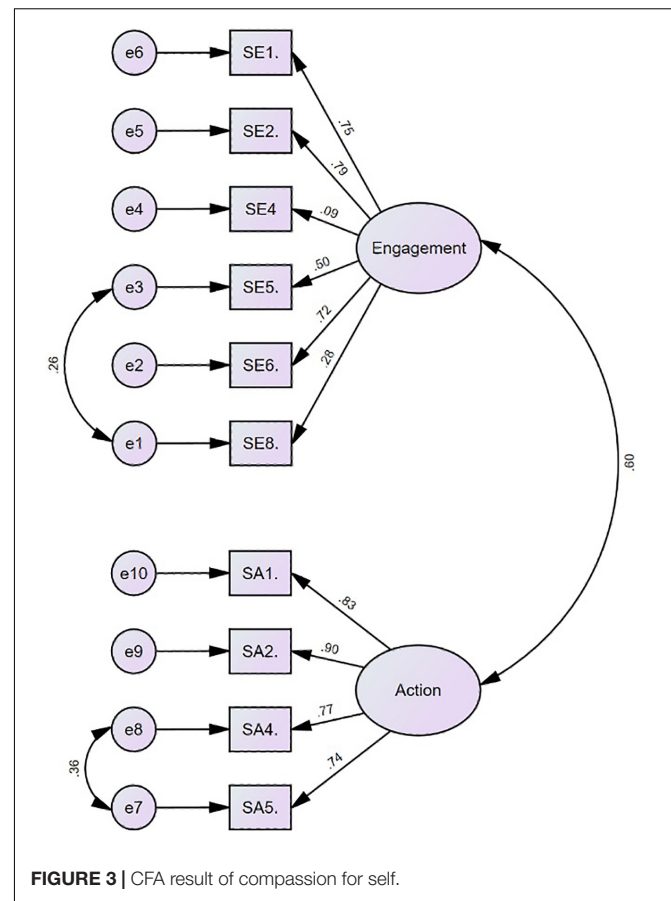 e6 SE1.
.75
e5 SE2.
.79
e4 SE4 .09
Engagement
e3 SE5. .50
.26
e2 SE6. .72
e1 SE8. .28
.60
e10 SA1. .83
e9 SA2. .90
Action
e8 SA4. .77
.36
e7 SA5. .74
FIGURE 3 | CFA result of compassion for self.